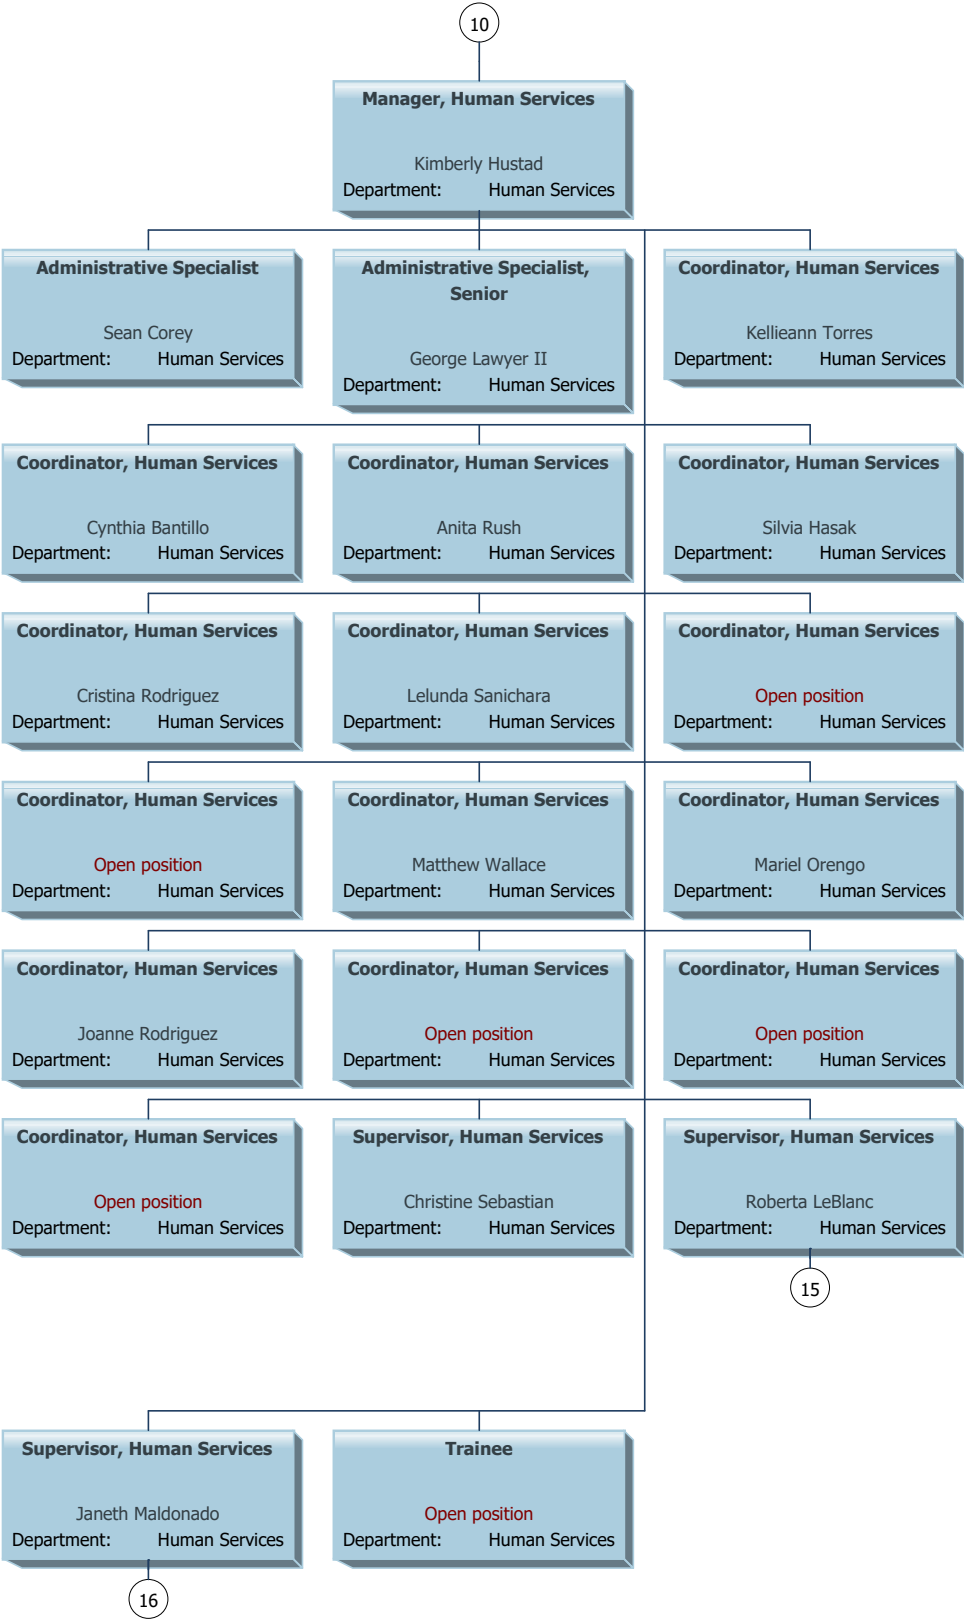 10
Manager, Human Services
Kimberly Hustad
Department: Human Services
Administrative Specialist
Sean Corey
Department: Human Services
Administrative Specialist,
Senior
George Lawyer II
Department: Human Services
Coordinator, Human Services
Kellieann Torres
Department: Human Services
Coordinator, Human Services
Cynthia Bantillo
Department: Human Services
Coordinator, Human Services
Anita Rush
Department: Human Services
Coordinator, Human Services
Silvia Hasak
Department: Human Services
Coordinator, Human Services
Cristina Rodriguez
Department: Human Services
Coordinator, Human Services
Lelunda Sanichara
Department: Human Services
Coordinator, Human Services
Open position
Department: Human Services
Coordinator, Human Services
Open position
Department: Human Services
Coordinator, Human Services
Matthew Wallace
Department: Human Services
Coordinator, Human Services
Mariel Orengo
Department: Human Services
Coordinator, Human Services
Joanne Rodriguez
Department: Human Services
Coordinator, Human Services
Open position
Department: Human Services
Coordinator, Human Services
Open position
Department: Human Services
Coordinator, Human Services
Open position
Department: Human Services
Supervisor, Human Services
Christine Sebastian
Department: Human Services
Supervisor, Human Services
Roberta LeBlanc
Department: Human Services
15
Supervisor, Human Services
Janeth Maldonado
Department: Human Services
16
Trainee
Open position
Department: Human Services